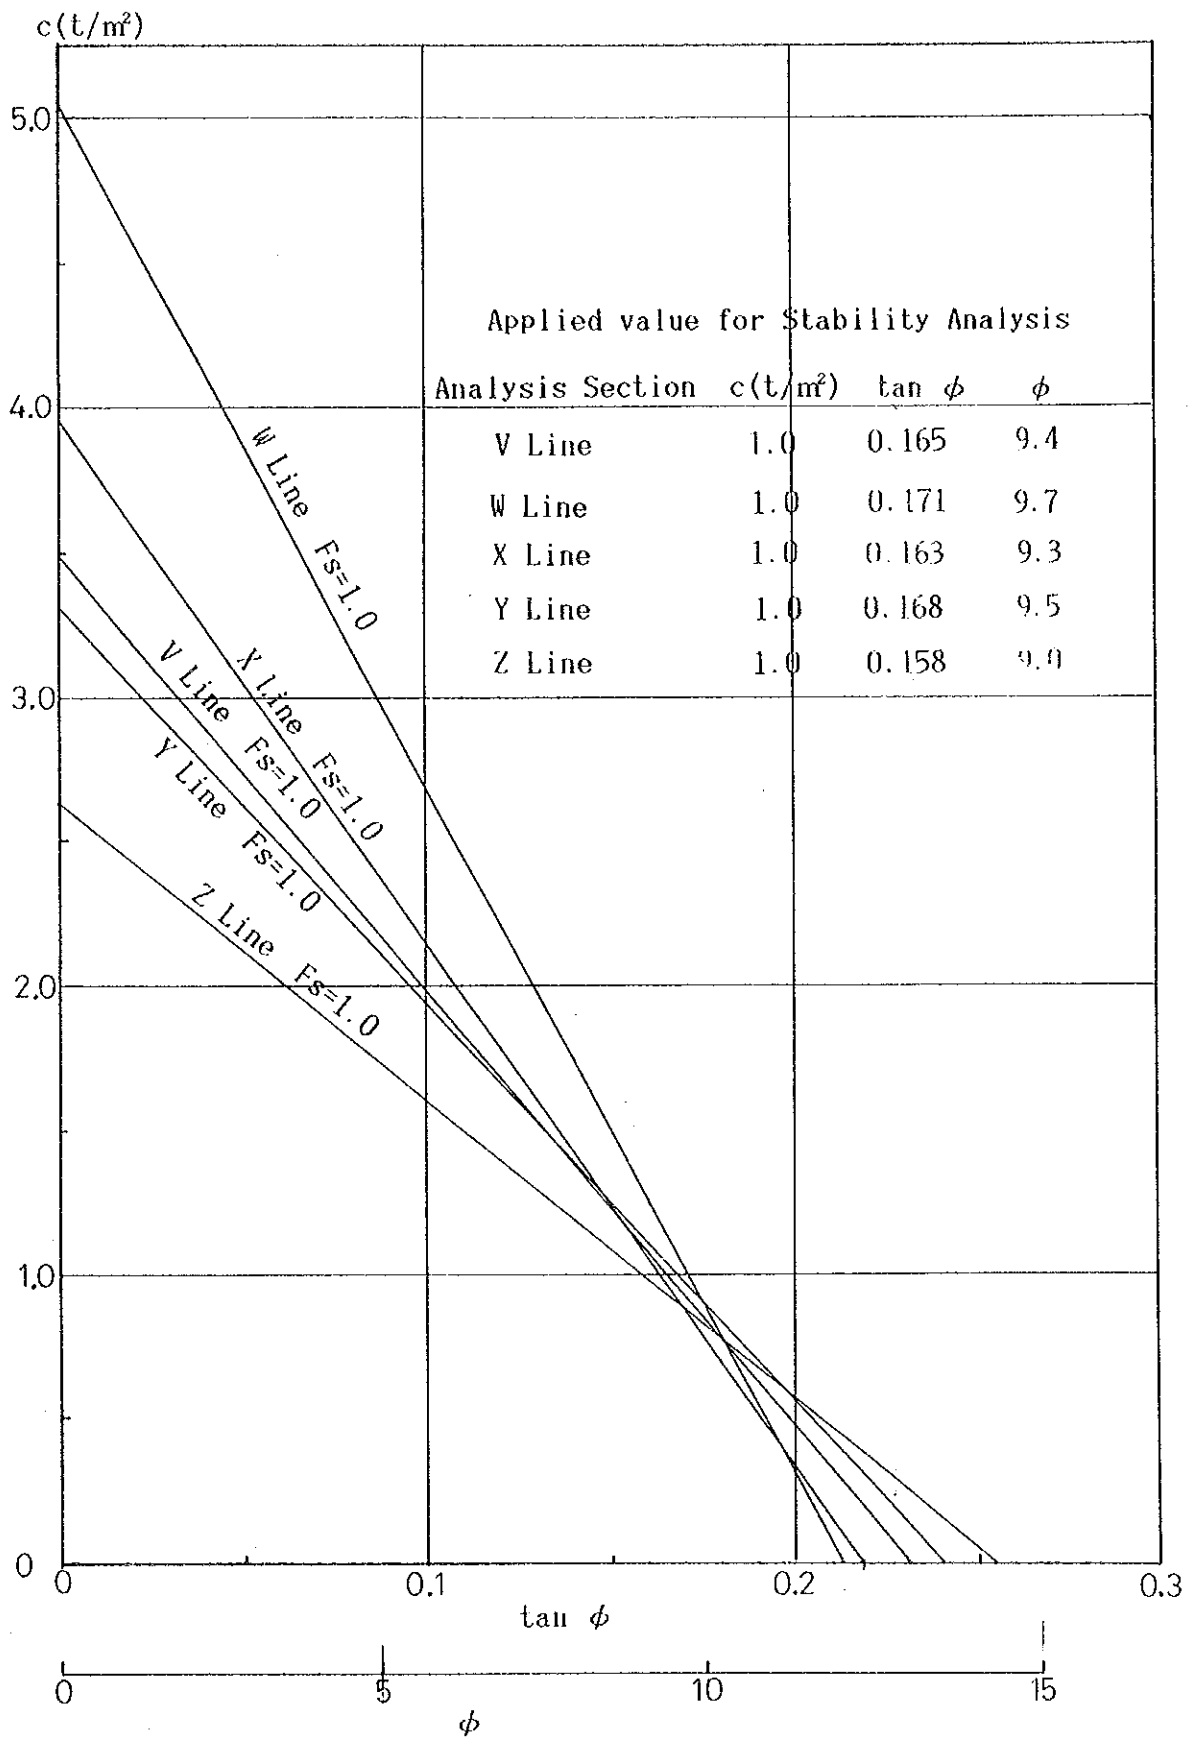 c(t/m²)
5.0
4.0
3.0
2.0
1.0
0
Applied value for Stability Analysis
Analysis Section c(t/m²) tan ϕ ϕ
V Line 1.0 0.165 9.4
W Line 1.0 0.171 9.7
X Line 1.0 0.163 9.3
Y Line 1.0 0.168 9.5
Z Line 1.0 0.158 9.0
W Line Fs=1.0
X Line Fs=1.0
V Line Fs=1.0
Y Line Fs=1.0
Z Line Fs=1.0
0 0.1 0.2 0.3
tan ϕ
0 5 10 15
ϕ